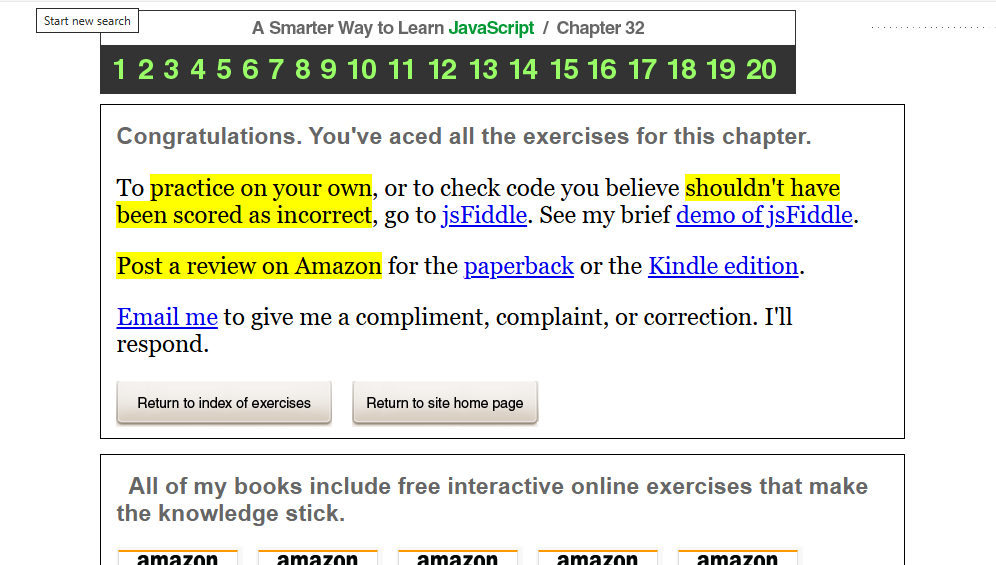 Start new search
A Smarter Way to Learn JavaScript / Chapter 32
1 2 3 4 5 6 7 8 9 10 11 12 13 14 15 16 17 18 19 20
Congratulations. You've aced all the exercises for this chapter.
To practice on your own, or to check code you believe shouldn't have
been scored as incorrect, go to jsFiddle. See my brief demo of jsFiddle.
Post a review on Amazon for the paperback or the Kindle edition.
Email me to give me a compliment, complaint, or correction. I'll
respond.
Return to index of exercises Return to site home page
All of my books include free interactive online exercises that make
the knowledge stick.
amazon amazon amazon amazon amazon